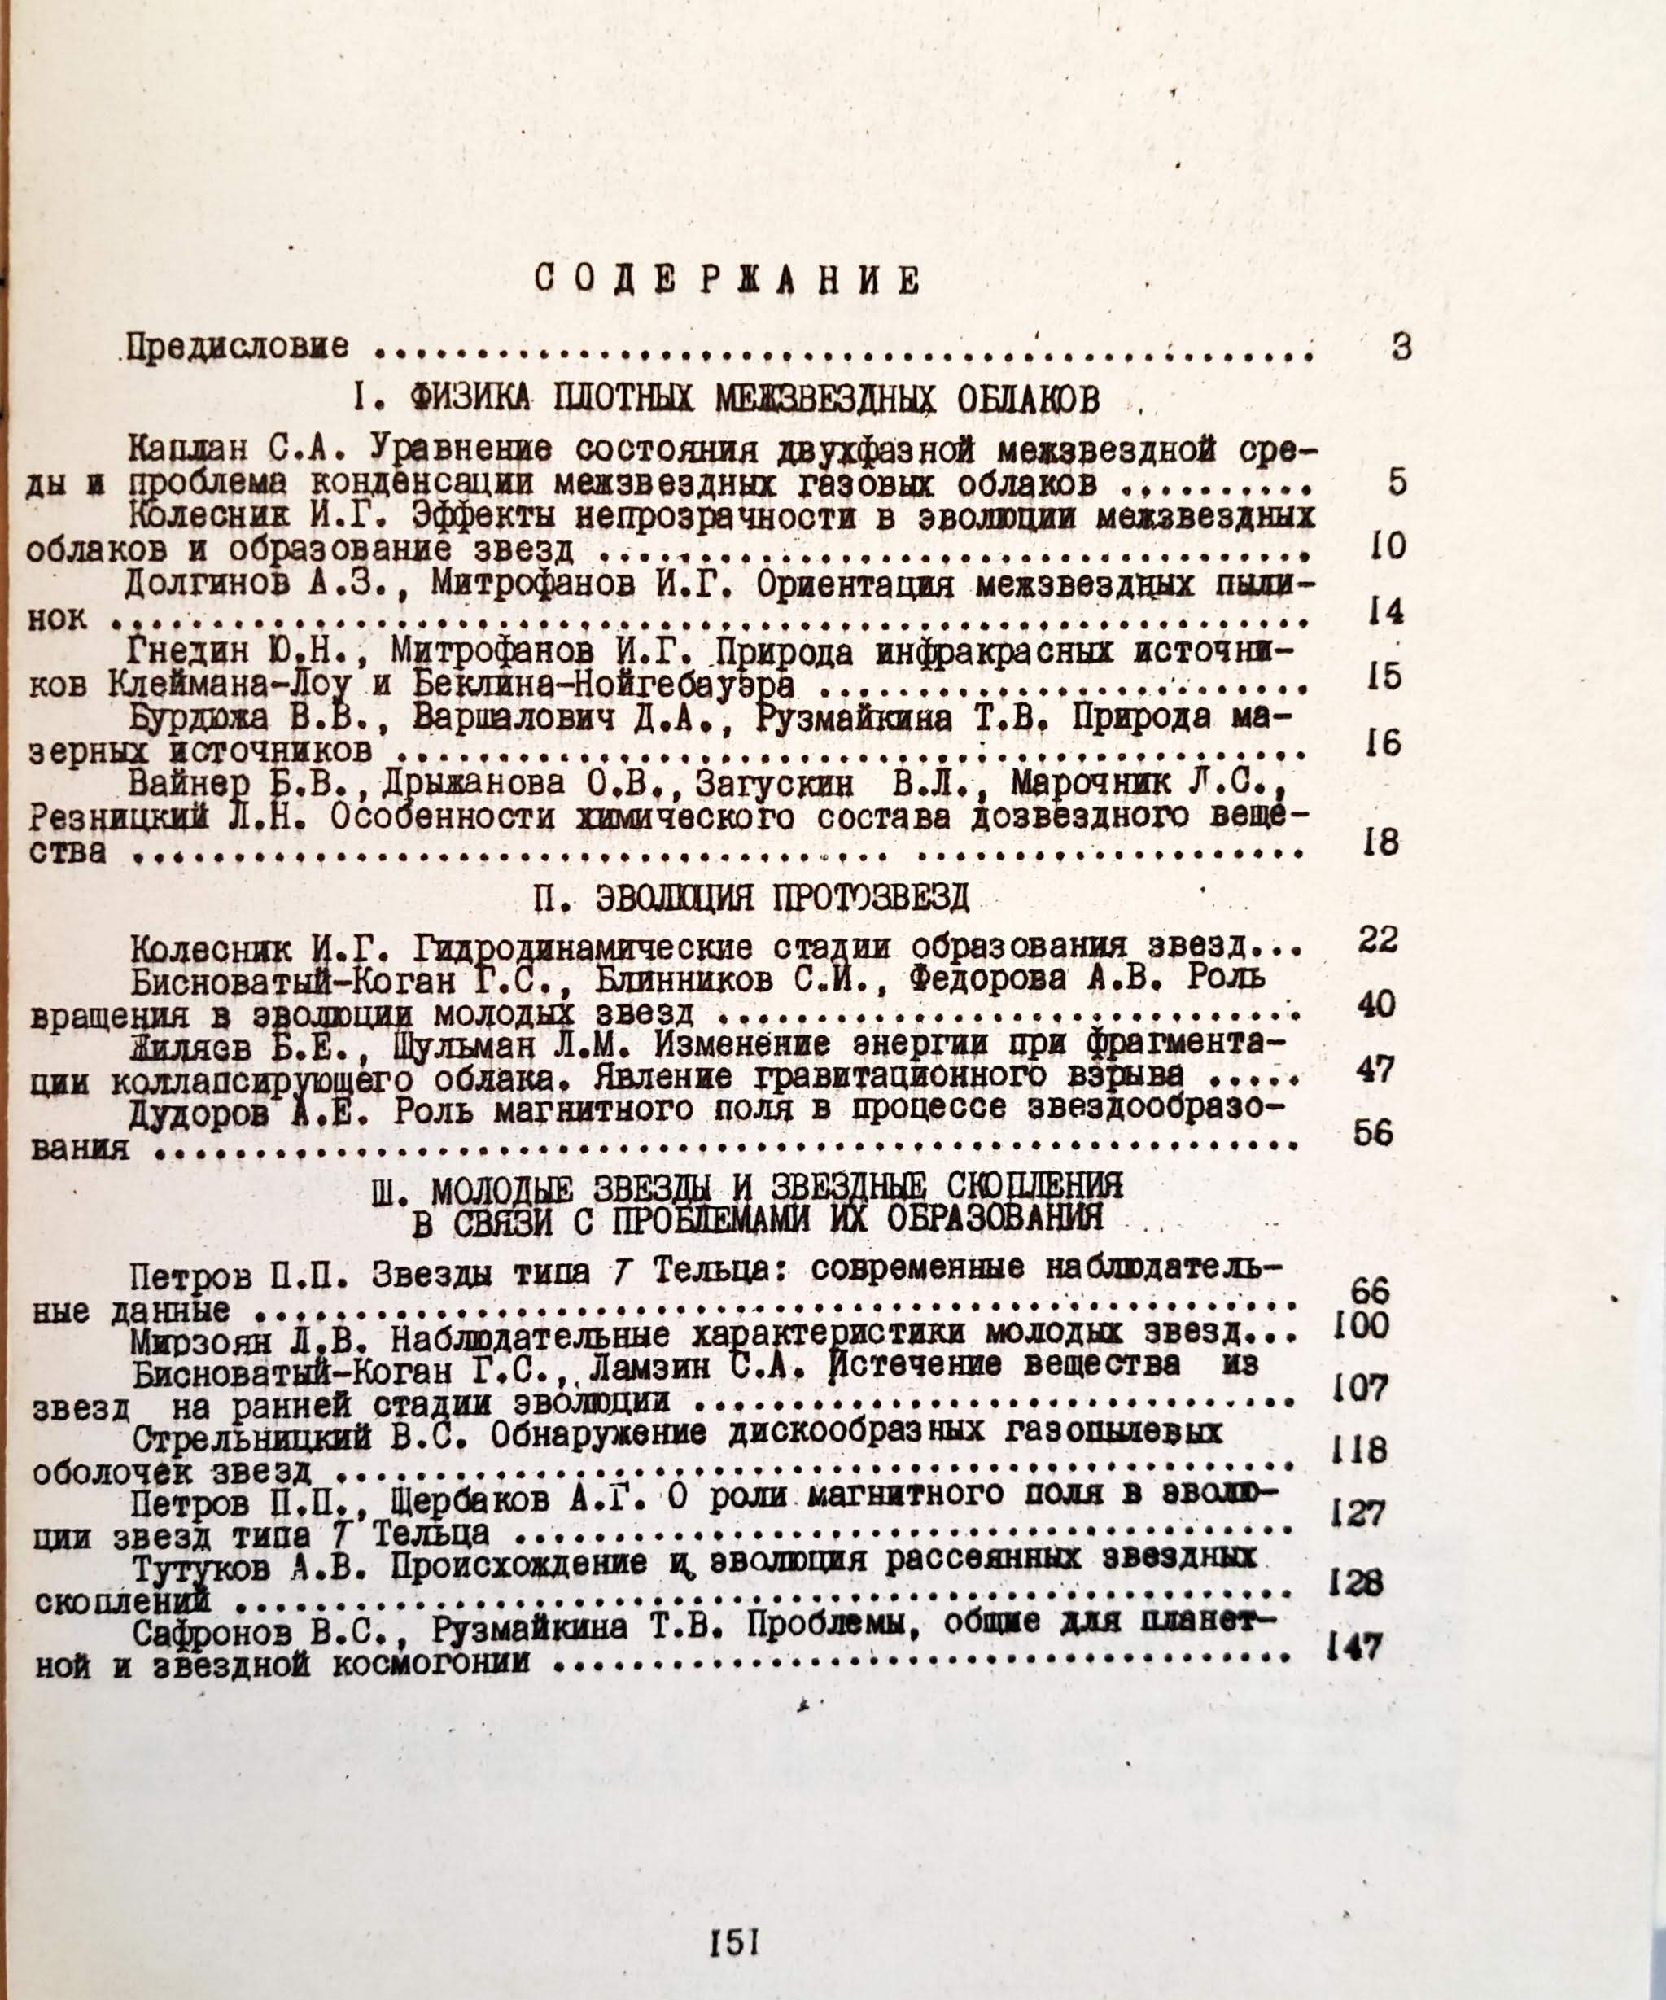 СОДЕРЖАНИЕ
Предисловие .............................................. 3
I. ФИЗИКА ПЛОТНЫХ МЕЖЗВЕЗДНЫХ ОБЛАКОВ
Каплан С.А. Уравнение состояния двухфазной межзвездной сре-
ды и проблема конденсации межзвездных газовых облаков .......... 5
Колесник И.Г. Эффекты непрозрачности в эволюции межзвездных
облаков и образование звезд .................................... 10
Долгинов А.З., Митрофанов И.Г. Ориентация межзвездных пыли-
нок ............................................................ 14
Гнедин Ю.Н., Митрофанов И.Г. Природа инфракрасных источни-
ков Клеймана-Лоу и Беклина-Нойгебауэра ......................... 15
Бурдюжа В.В., Варшалович Д.А., Рузмайкина Т.В. Природа ма-
зерных источников .............................................. 16
Вайнер Б.В., Дрыжанова О.В., Загускин В.Л., Марочник Л.С.,
Резницкий Л.Н. Особенности химического состава дозвездного веще-
ства ........................................................... 18
П. ЭВОЛЮЦИЯ ПРОТОЗВЕЗД
Колесник И.Г. Гидродинамические стадии образования звезд... 22
Бисноватый-Коган Г.С., Блинников С.И., Федорова А.В. Роль
вращения в эволюции молодых звезд .............................. 40
Жиляев Б.Е., Шульман Л.М. Изменение энергии при фрагмента-
ции коллапсирующего облака. Явление гравитационного взрыва ..... 47
Дудоров А.Е. Роль магнитного поля в процессе звездообразо-
вания .......................................................... 56
Ш. МОЛОДЫЕ ЗВЕЗДЫ И ЗВЕЗДНЫЕ СКОПЛЕНИЯ
В СВЯЗИ С ПРОБЛЕМАМИ ИХ ОБРАЗОВАНИЯ
Петров П.П. Звезды типа T Тельца: современные наблюдатель-
ные данные ..................................................... 66
Мирзоян Л.В. Наблюдательные характеристики молодых звезд... 100
Бисноватый-Коган Г.С., Ламзин С.А. Истечение вещества из
звезд на ранней стадии эволюции ................................ 107
Стрельницкий В.С. Обнаружение дискообразных газопылевых
оболочек звезд ................................................. 118
Петров П.П., Щербаков А.Г. О роли магнитного поля в эволю-
ции звезд типа T Тельца ........................................ 127
Тутуков А.В. Происхождение и эволюция рассеянных звездных
скоплений ...................................................... 128
Сафронов В.С., Рузмайкина Т.В. Проблемы, общие для планет-
ной и звездной космогонии ...................................... 147
151